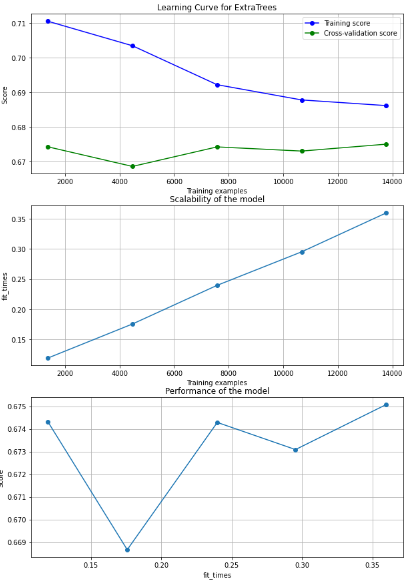 Learning Curve for ExtraTrees
Training score
Cross-validation score
0.71
0.70
0.69
0.68
0.67
Score
2000 4000 6000 8000 10000 12000 14000
Training examples
Scalability of the model
0.35
0.30
0.25
0.20
0.15
fit_times
2000 4000 6000 8000 10000 12000 14000
Training examples
Performance of the model
0.675
0.674
0.673
0.672
0.671
0.670
0.669
Score
0.15 0.20 0.25 0.30 0.35
fit_times